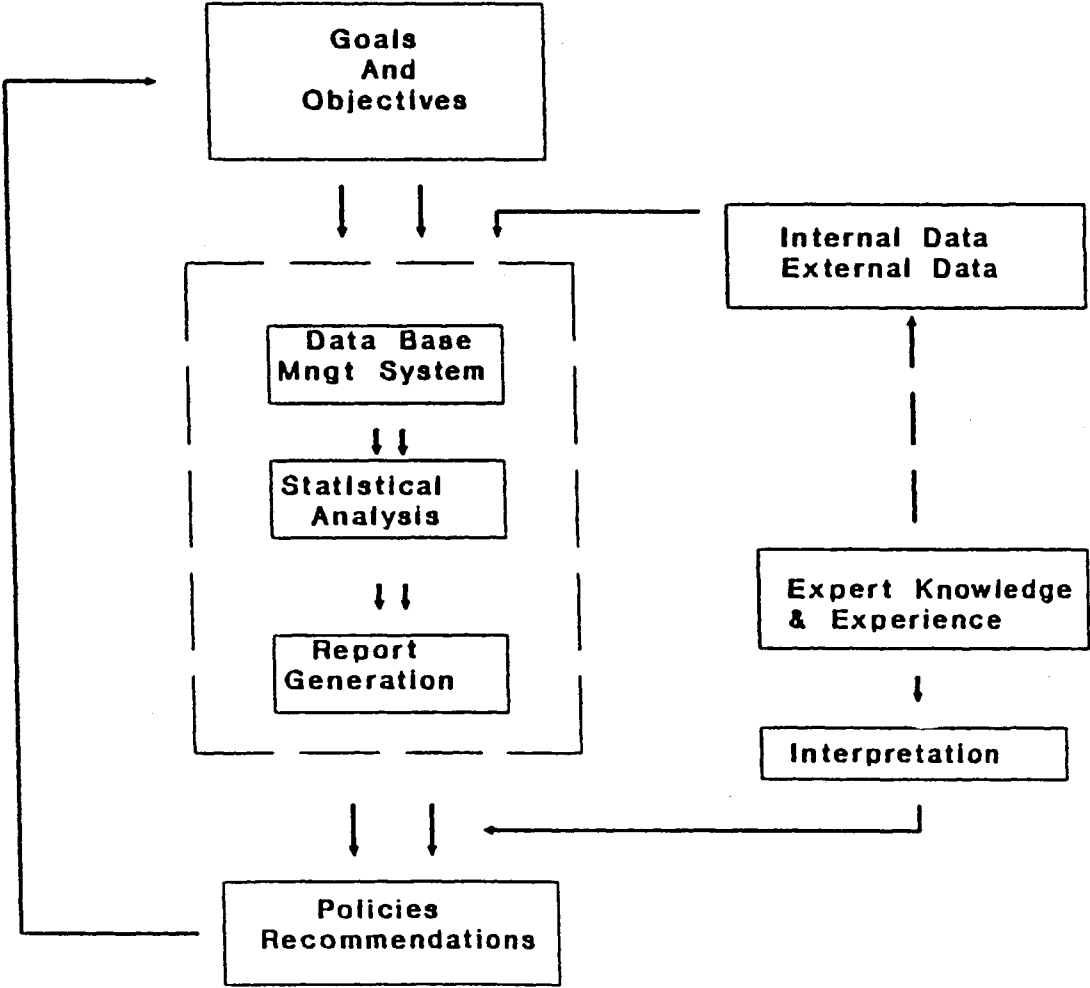 Goals
And
Objectives
Internal Data
External Data
Data Base
Mngt System
Statistical
Analysis
Expert Knowledge
& Experience
Report
Generation
Interpretation
Policies
Recommendations